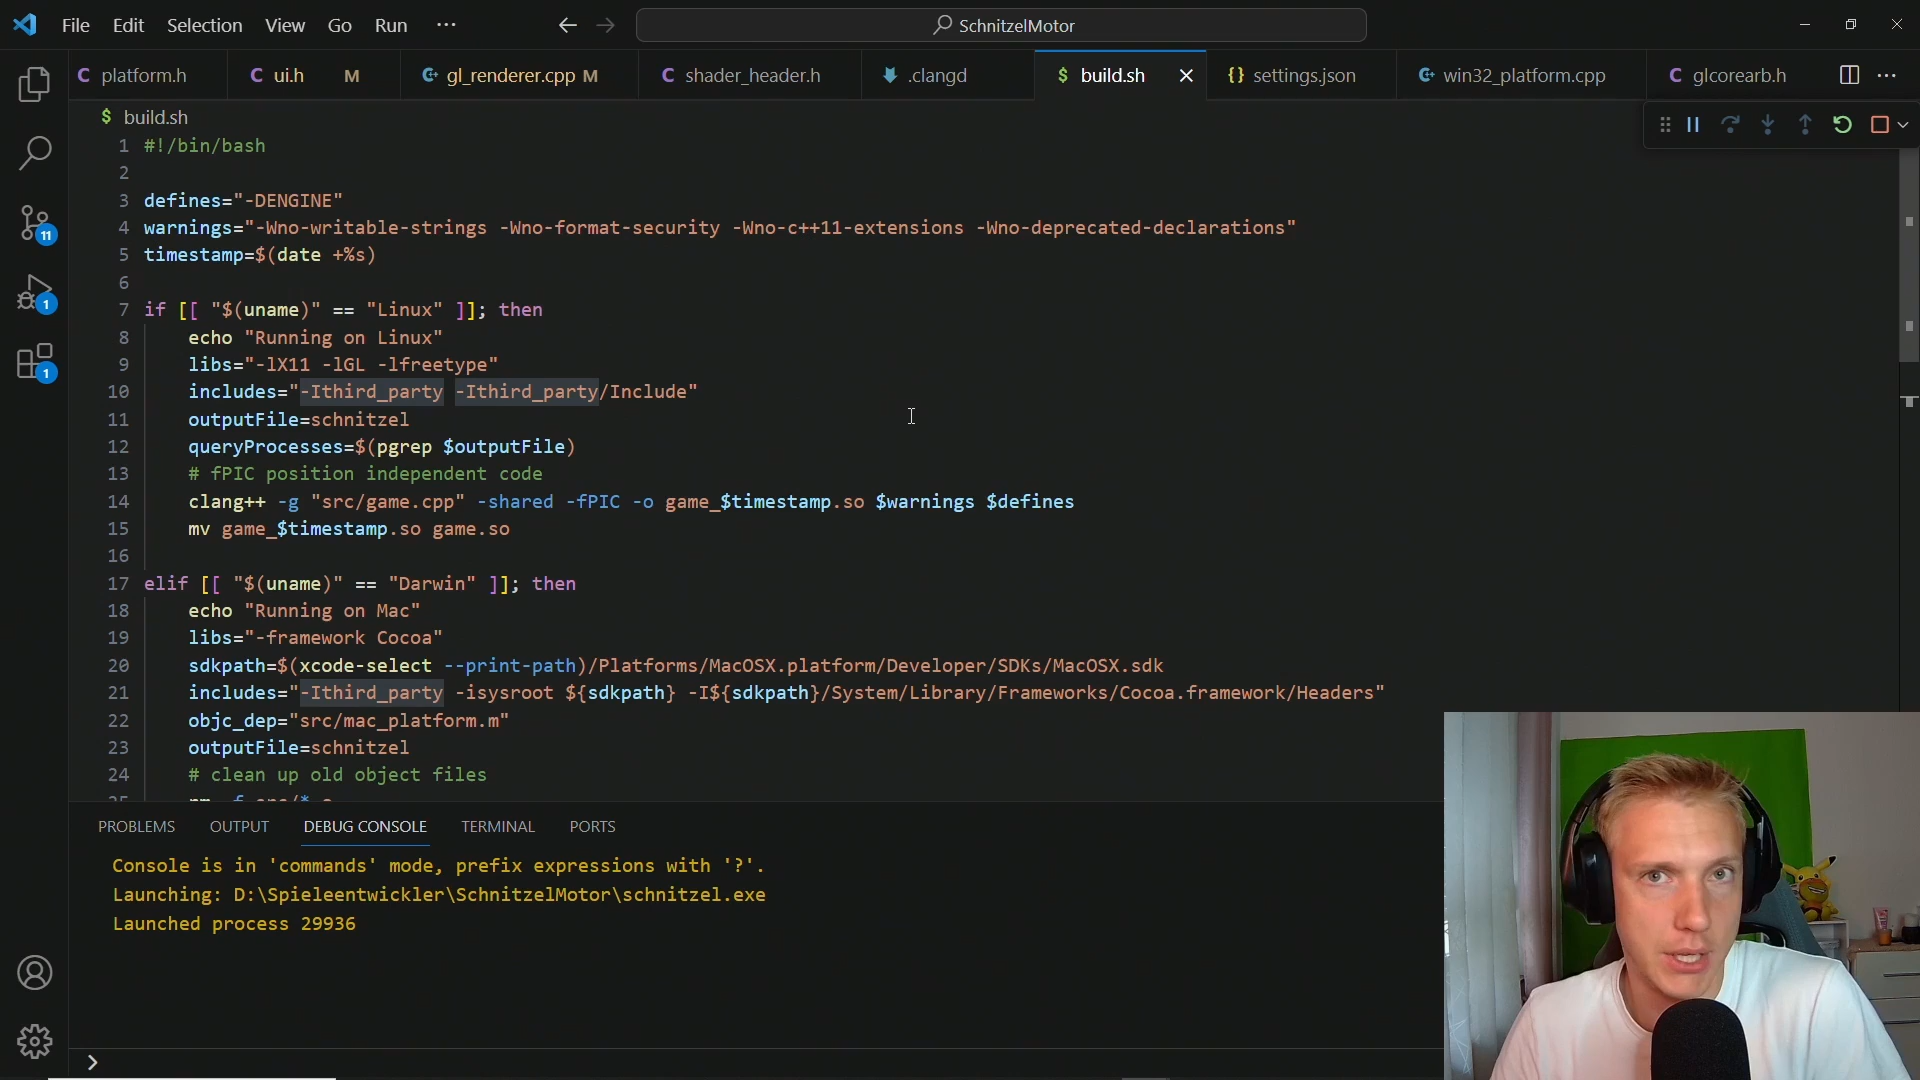 File Edit Selection View Go Run ··· SchnitzelMotor
platform.h ui.h M gl_renderer.cpp M shader_header.h .clangd $ build.sh {} settings.json win32_platform.cpp glcorearb.h
$ build.sh
1 #!/bin/bash
2
3 defines="-DENGINE"
4 warnings="-Wno-writable-strings -Wno-format-security -Wno-c++11-extensions -Wno-deprecated-declarations"
5 timestamp=$(date +%s)
6
7 if [[ "$(uname)" == "Linux" ]]; then
8 echo "Running on Linux"
9 libs="-lX11 -lGL -lfreetype"
10 includes="-Ithird_party -Ithird_party/Include"
11 outputFile=schnitzel
12 queryProcesses=$(pgrep $outputFile)
13 # fPIC position independent code
14 clang++ -g "src/game.cpp" -shared -fPIC -o game_$timestamp.so $warnings $defines
15 mv game_$timestamp.so game.so
16
17 elif [[ "$(uname)" == "Darwin" ]]; then
18 echo "Running on Mac"
19 libs="-framework Cocoa"
20 sdkpath=$(xcode-select --print-path)/Platforms/MacOSX.platform/Developer/SDKs/MacOSX.sdk
21 includes="-Ithird_party -isysroot ${sdkpath} -I${sdkpath}/System/Library/Frameworks/Cocoa.framework/Headers"
22 objc_dep="src/mac_platform.m"
23 outputFile=schnitzel
24 # clean up old object files
11
1
1
PROBLEMS OUTPUT DEBUG CONSOLE TERMINAL PORTS
Console is in 'commands' mode, prefix expressions with '?'.
Launching: D:\Spieleentwickler\SchnitzelMotor\schnitzel.exe
Launched process 29936